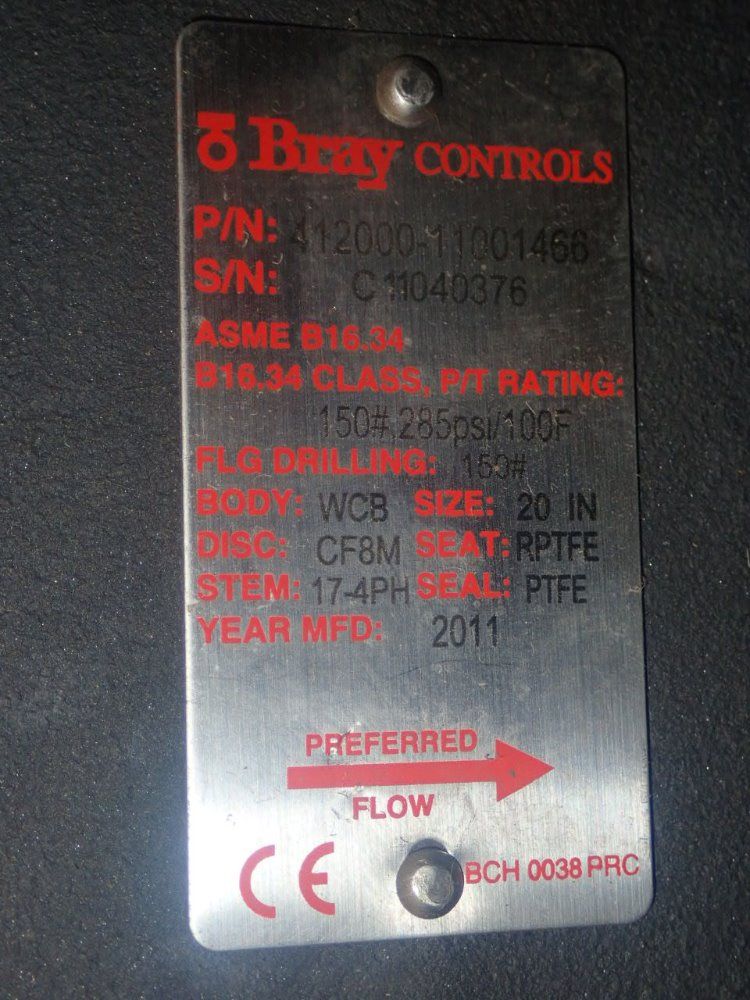 Bray CONTROLS
P/N: 412000-11001466
S/N: C11040376
ASME B16.34
B16.34 CLASS, P/T RATING:
150#,285psi/100F
FLG DRILLING: 150#
BODY: WCB SIZE: 20 IN
DISC: CF8M SEAT: RPTFE
STEM: 17-4PH SEAL: PTFE
YEAR MFD: 2011
PREFERRED
FLOW
CE
BCH 0038 PRC